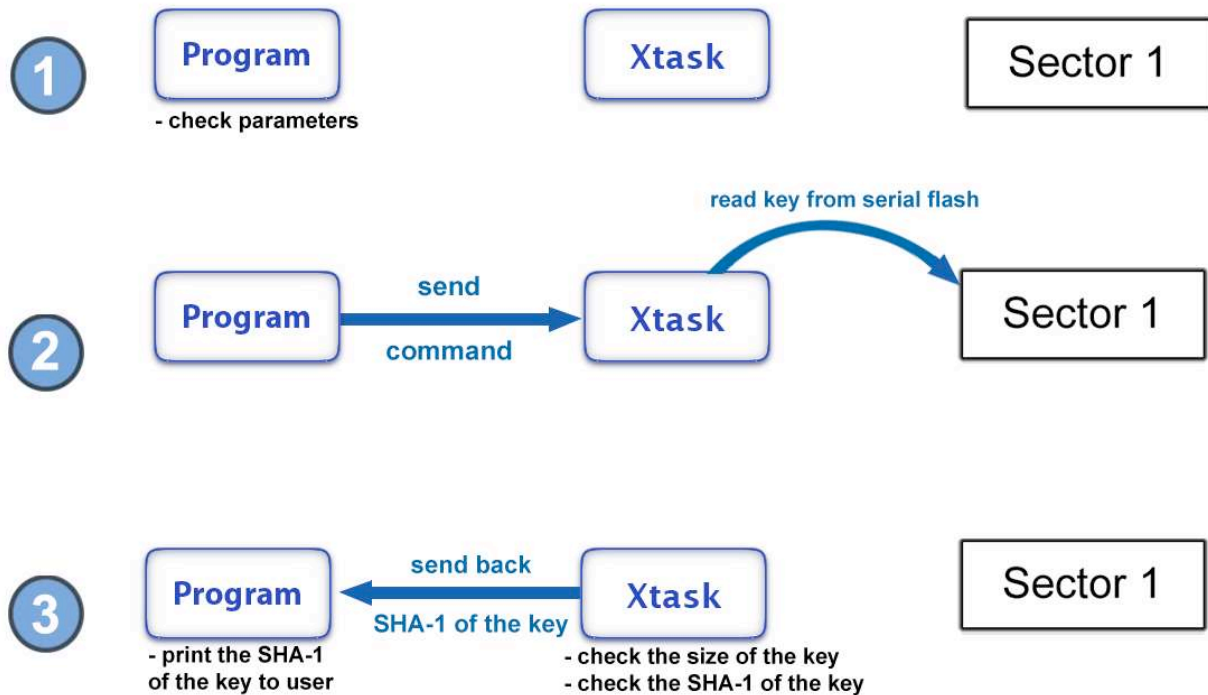 1
Program
Xtask
Sector 1
- check parameters
read key from serial flash
2
Program
send
command
Xtask
Sector 1
3
Program
send back
SHA-1 of the key
Xtask
Sector 1
- print the SHA-1
of the key to user
- check the size of the key
- check the SHA-1 of the key